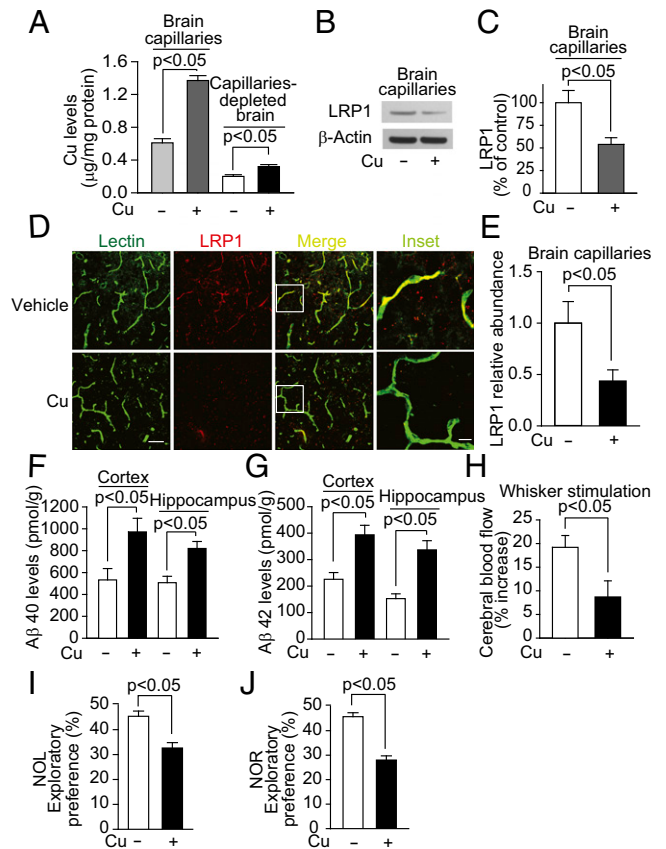 A
Brain
capillaries
p<0.05
Capillaries-
depleted
brain
p<0.05
Cu levels
(μg/mg protein)
1.6
1.2
0.8
0.4
0.0
Cu – + – +
B
Brain
capillaries
LRP1
β-Actin
Cu – +
C
Brain
capillaries
p<0.05
LRP1
(% of control)
100
75
50
25
0
Cu – +
D
Lectin LRP1 Merge Inset
Vehicle
Cu
E
Brain capillaries
p<0.05
LRP1 relative abundance
1.5
1.0
0.5
0.0
Cu – +
F
Cortex
p<0.05
Hippocampus
p<0.05
Aβ 40 levels (pmol/g)
1200
1000
800
600
400
200
0
Cu – + – +
G
Cortex
p<0.05
Hippocampus
p<0.05
Aβ 42 levels (pmol/g)
500
400
300
200
100
0
Cu – + – +
H
Whisker stimulation
p<0.05
Cerebral blood flow
(% increase)
25
20
15
10
5
0
Cu – +
I
p<0.05
NOL
Exploratory
preference (%)
50
40
30
20
10
0
Cu – +
J
p<0.05
NOR
Exploratory
preference (%)
50
40
30
20
10
0
Cu – +